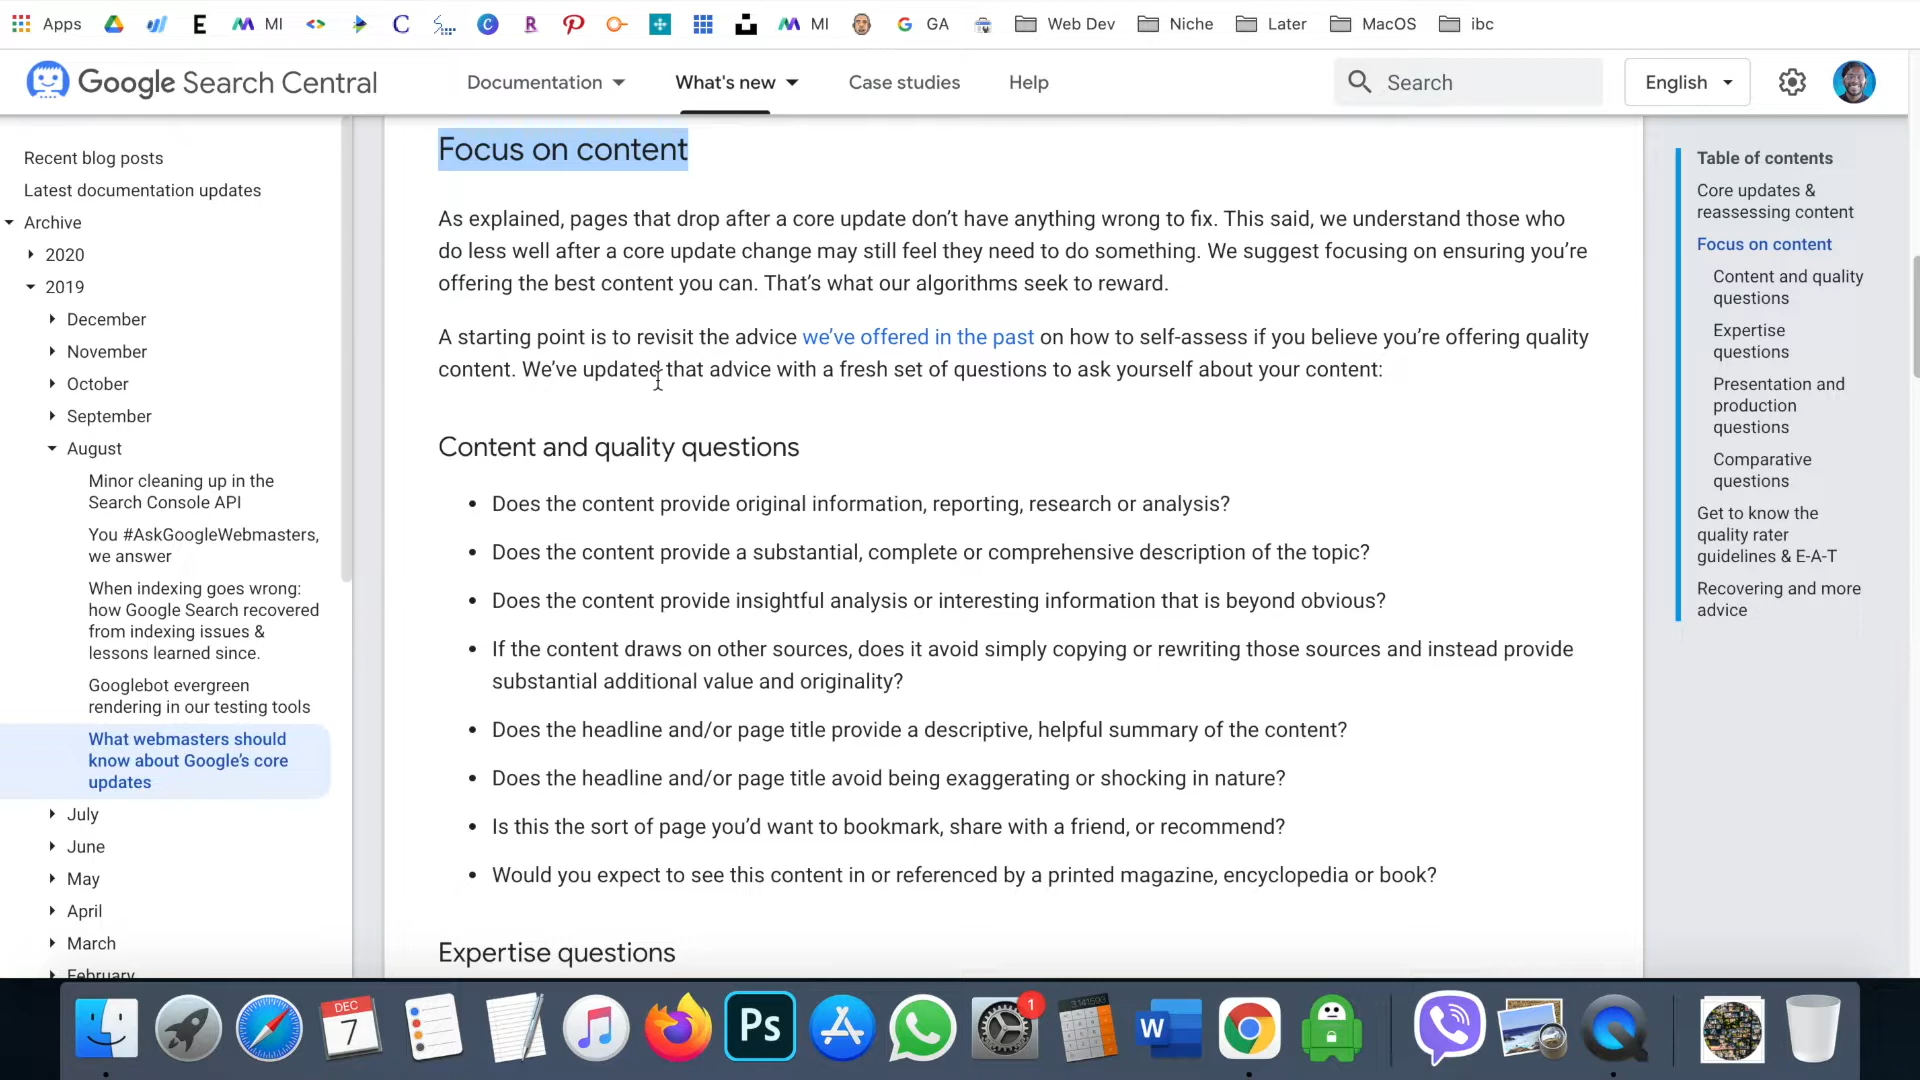 Apps
E
MI
C
C
R
MI
GA
Web Dev
Niche
Later
MacOS
ibc
Google Search Central
Documentation
What's new
Case studies
Help
Search
English
Recent blog posts
Latest documentation updates
Archive
2020
2019
December
November
October
September
August
Minor cleaning up in the
Search Console API
You #AskGoogleWebmasters,
we answer
When indexing goes wrong:
how Google Search recovered
from indexing issues &
lessons learned since.
Googlebot evergreen
rendering in our testing tools
What webmasters should
know about Google’s core
updates
July
June
May
April
March
February
Focus on content
As explained, pages that drop after a core update don’t have anything wrong to fix. This said, we understand those who
do less well after a core update change may still feel they need to do something. We suggest focusing on ensuring you’re
offering the best content you can. That’s what our algorithms seek to reward.
A starting point is to revisit the advice we’ve offered in the past on how to self-assess if you believe you’re offering quality
content. We’ve updated that advice with a fresh set of questions to ask yourself about your content:
Content and quality questions
• Does the content provide original information, reporting, research or analysis?
• Does the content provide a substantial, complete or comprehensive description of the topic?
• Does the content provide insightful analysis or interesting information that is beyond obvious?
• If the content draws on other sources, does it avoid simply copying or rewriting those sources and instead provide
substantial additional value and originality?
• Does the headline and/or page title provide a descriptive, helpful summary of the content?
• Does the headline and/or page title avoid being exaggerating or shocking in nature?
• Is this the sort of page you’d want to bookmark, share with a friend, or recommend?
• Would you expect to see this content in or referenced by a printed magazine, encyclopedia or book?
Expertise questions
Table of contents
Core updates &
reassessing content
Focus on content
Content and quality
questions
Expertise
questions
Presentation and
production
questions
Comparative
questions
Get to know the
quality rater
guidelines & E-A-T
Recovering and more
advice
DEC
7
Ps
1
3.141593
W